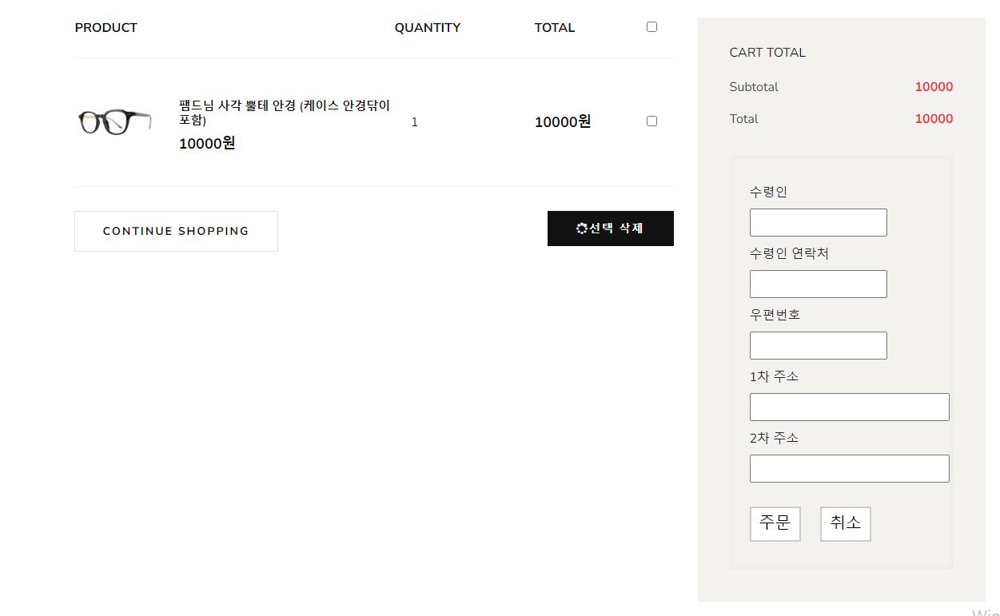 PRODUCT QUANTITY TOTAL
팸드님 사각 뿔테 안경 (케이스 안경닦이
포함)
10000원
1
10000원
CONTINUE SHOPPING
선택 삭제
CART TOTAL
Subtotal 10000
Total 10000
수령인
수령인 연락처
우편번호
1차 주소
2차 주소
주문 취소